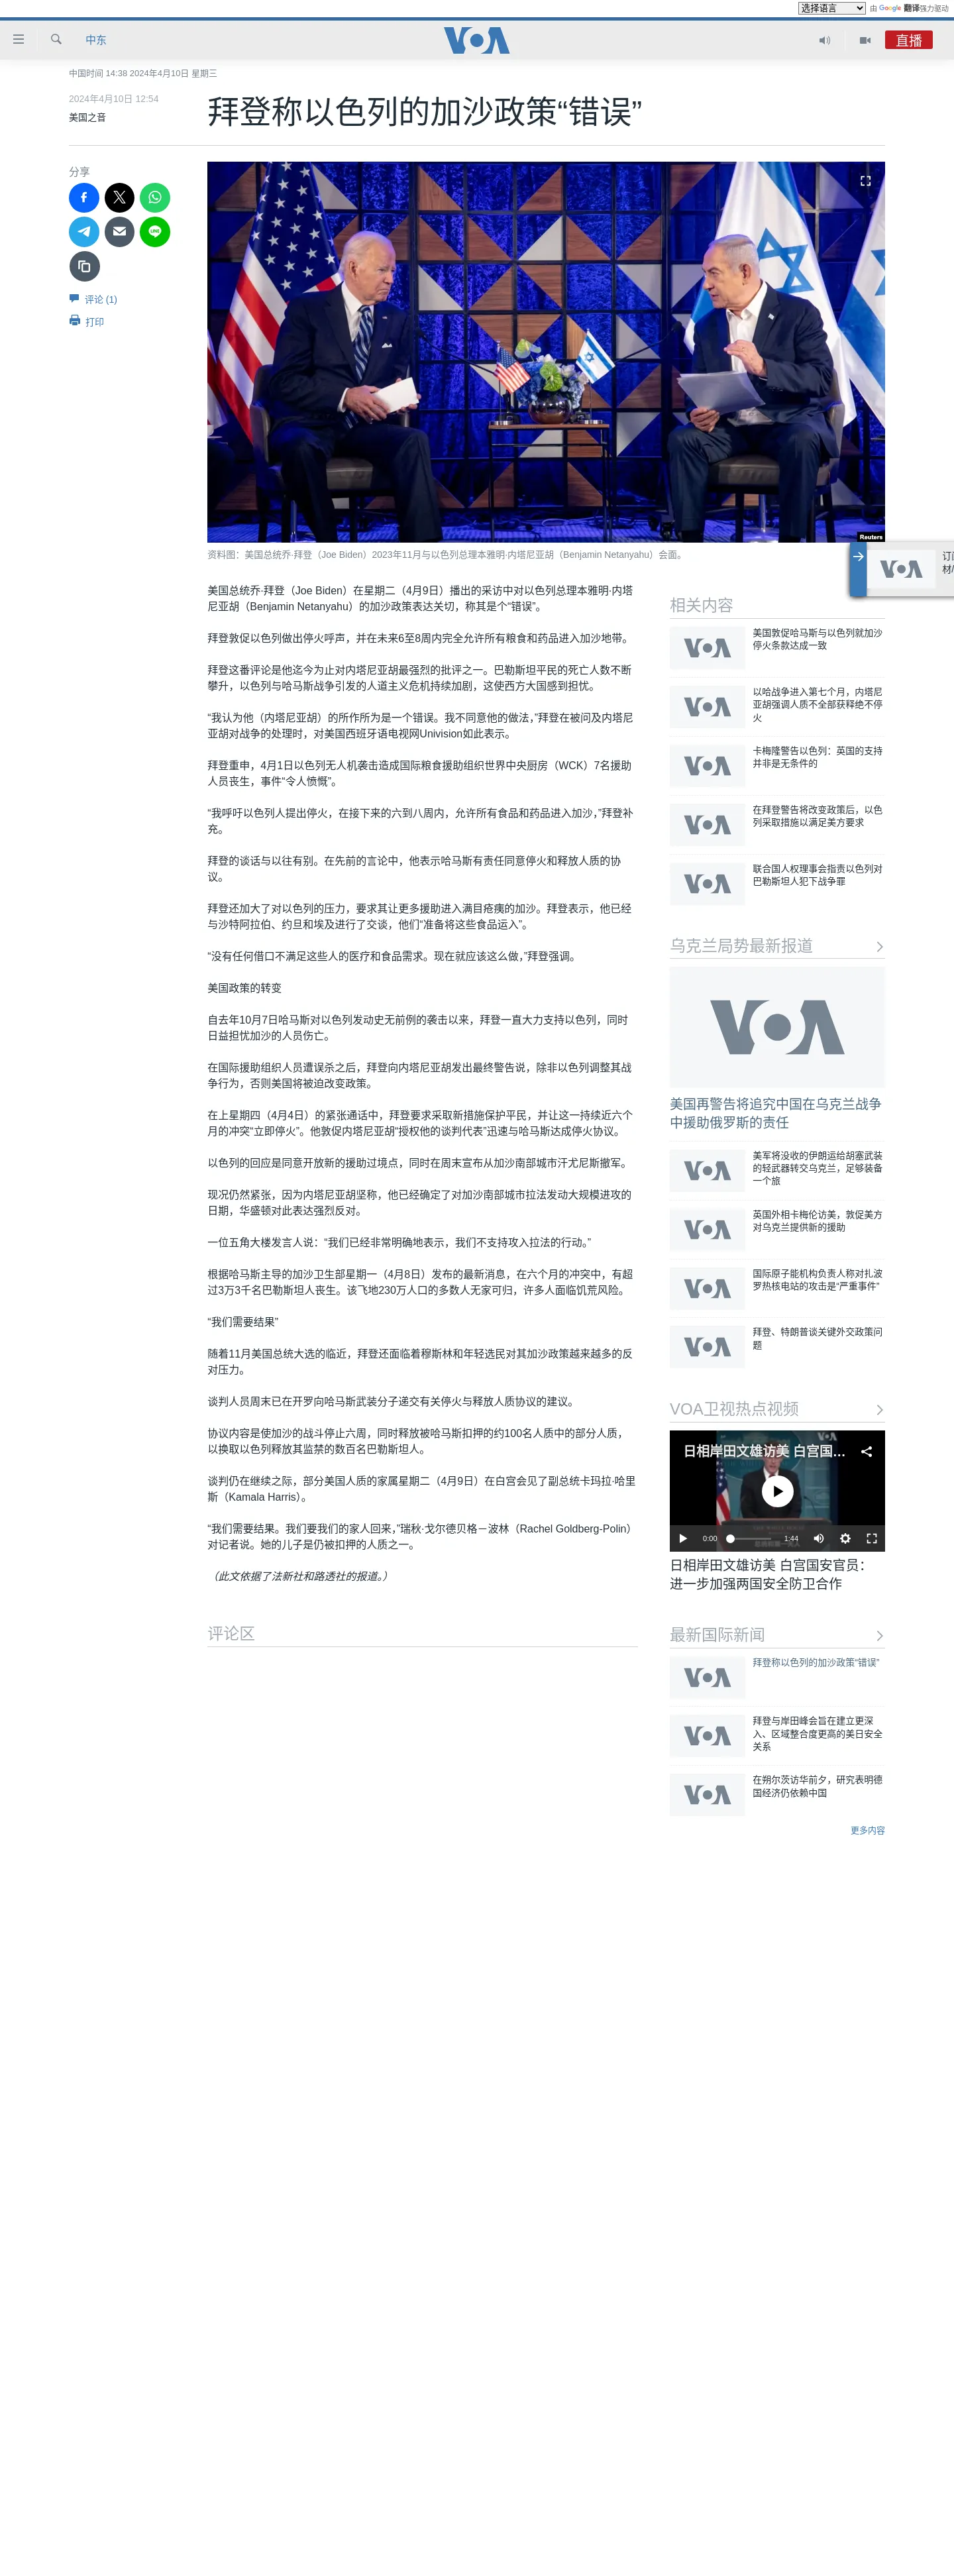 选择语言
由 Google 翻译强力驱动
中东
VOA
直播
中国时间 14:38 2024年4月10日 星期三
2024年4月10日 12:54
美国之音
拜登称以色列的加沙政策“错误”
分享
评论 (1)
打印
Reuters
资料图：美国总统乔·拜登（Joe Biden）2023年11月与以色列总理本雅明·内塔尼亚胡（Benjamin Netanyahu）会面。
美国总统乔·拜登（Joe Biden）在星期二（4月9日）播出的采访中对以色列总理本雅明·内塔
尼亚胡（Benjamin Netanyahu）的加沙政策表达关切，称其是个“错误”。
拜登敦促以色列做出停火呼声，并在未来6至8周内完全允许所有粮食和药品进入加沙地带。
拜登这番评论是他迄今为止对内塔尼亚胡最强烈的批评之一。巴勒斯坦平民的死亡人数不断
攀升，以色列与哈马斯战争引发的人道主义危机持续加剧，这使西方大国感到担忧。
“我认为他（内塔尼亚胡）的所作所为是一个错误。我不同意他的做法，”拜登在被问及内塔尼
亚胡对战争的处理时，对美国西班牙语电视网Univision如此表示。
拜登重申，4月1日以色列无人机袭击造成国际粮食援助组织世界中央厨房（WCK）7名援助
人员丧生，事件“令人愤慨”。
“我呼吁以色列人提出停火，在接下来的六到八周内，允许所有食品和药品进入加沙，”拜登补
充。
拜登的谈话与以往有别。在先前的言论中，他表示哈马斯有责任同意停火和释放人质的协
议。
拜登还加大了对以色列的压力，要求其让更多援助进入满目疮痍的加沙。拜登表示，他已经
与沙特阿拉伯、约旦和埃及进行了交谈，他们“准备将这些食品运入”。
“没有任何借口不满足这些人的医疗和食品需求。现在就应该这么做，”拜登强调。
美国政策的转变
自去年10月7日哈马斯对以色列发动史无前例的袭击以来，拜登一直大力支持以色列，同时
日益担忧加沙的人员伤亡。
在国际援助组织人员遭误杀之后，拜登向内塔尼亚胡发出最终警告说，除非以色列调整其战
争行为，否则美国将被迫改变政策。
在上星期四（4月4日）的紧张通话中，拜登要求采取新措施保护平民，并让这一持续近六个
月的冲突“立即停火”。他敦促内塔尼亚胡“授权他的谈判代表”迅速与哈马斯达成停火协议。
以色列的回应是同意开放新的援助过境点，同时在周末宣布从加沙南部城市汗尤尼斯撤军。
现况仍然紧张，因为内塔尼亚胡坚称，他已经确定了对加沙南部城市拉法发动大规模进攻的
日期，华盛顿对此表达强烈反对。
一位五角大楼发言人说：“我们已经非常明确地表示，我们不支持攻入拉法的行动。”
根据哈马斯主导的加沙卫生部星期一（4月8日）发布的最新消息，在六个月的冲突中，有超
过3万3千名巴勒斯坦人丧生。该飞地230万人口的多数人无家可归，许多人面临饥荒风险。
“我们需要结果”
随着11月美国总统大选的临近，拜登还面临着穆斯林和年轻选民对其加沙政策越来越多的反
对压力。
谈判人员周末已在开罗向哈马斯武装分子递交有关停火与释放人质协议的建议。
协议内容是使加沙的战斗停止六周，同时释放被哈马斯扣押的约100名人质中的部分人质，
以换取以色列释放其监禁的数百名巴勒斯坦人。
谈判仍在继续之际，部分美国人质的家属星期二（4月9日）在白宫会见了副总统卡玛拉·哈里
斯（Kamala Harris）。
“我们需要结果。我们要我们的家人回来，”瑞秋·戈尔德贝格－波林（Rachel Goldberg-Polin）
对记者说。她的儿子是仍被扣押的人质之一。
（此文依据了法新社和路透社的报道。）
评论区
VOA
相关内容
VOA
美国敦促哈马斯与以色列就加沙
停火条款达成一致
VOA
以哈战争进入第七个月，内塔尼
亚胡强调人质不全部获释绝不停
火
VOA
卡梅隆警告以色列：英国的支持
并非是无条件的
VOA
在拜登警告将改变政策后，以色
列采取措施以满足美方要求
VOA
联合国人权理事会指责以色列对
巴勒斯坦人犯下战争罪
乌克兰局势最新报道
VOA
美国再警告将追究中国在乌克兰战争
中援助俄罗斯的责任
VOA
美军将没收的伊朗运给胡塞武装
的轻武器转交乌克兰，足够装备
一个旅
VOA
英国外相卡梅伦访美，敦促美方
对乌克兰提供新的援助
VOA
国际原子能机构负责人称对扎波
罗热核电站的攻击是“严重事件”
VOA
拜登、特朗普谈关键外交政策问
题
VOA卫视热点视频
日相岸田文雄访美 白宫国...
0:00
1:44
日相岸田文雄访美 白宫国安官员：
进一步加强两国安全防卫合作
最新国际新闻
VOA
拜登称以色列的加沙政策“错误”
VOA
拜登与岸田峰会旨在建立更深
入、区域整合度更高的美日安全
关系
VOA
在朔尔茨访华前夕，研究表明德
国经济仍依赖中国
更多内容